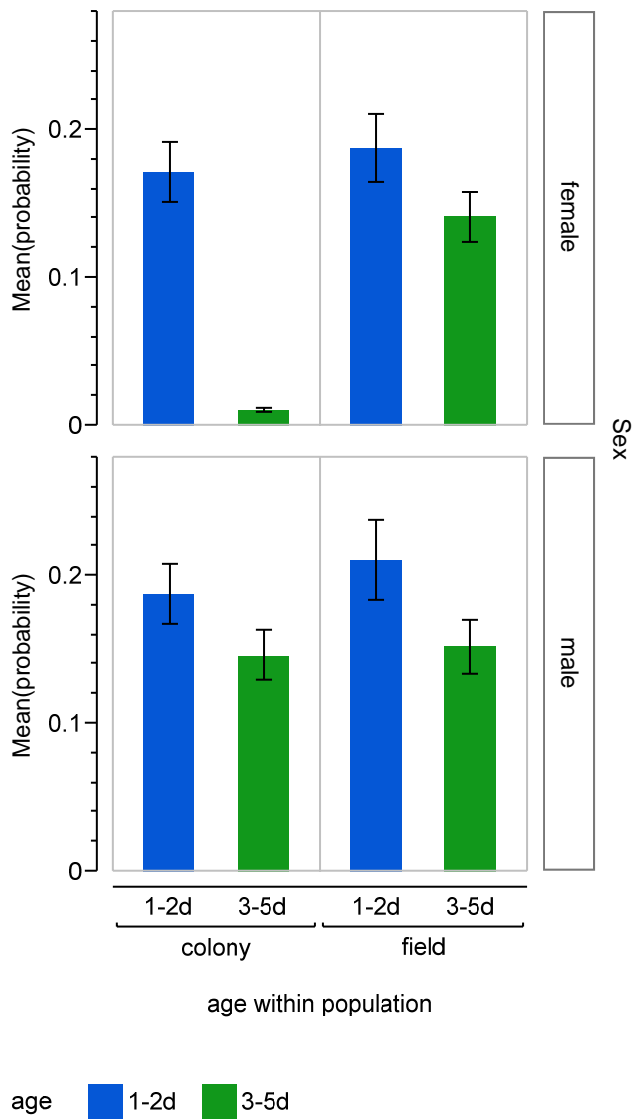 Mean(probability)
0.2
0.1
0
female
Sex
Mean(probability)
0.2
0.1
0
male
1-2d 3-5d 1-2d 3-5d
colony field
age within population
age 1-2d 3-5d